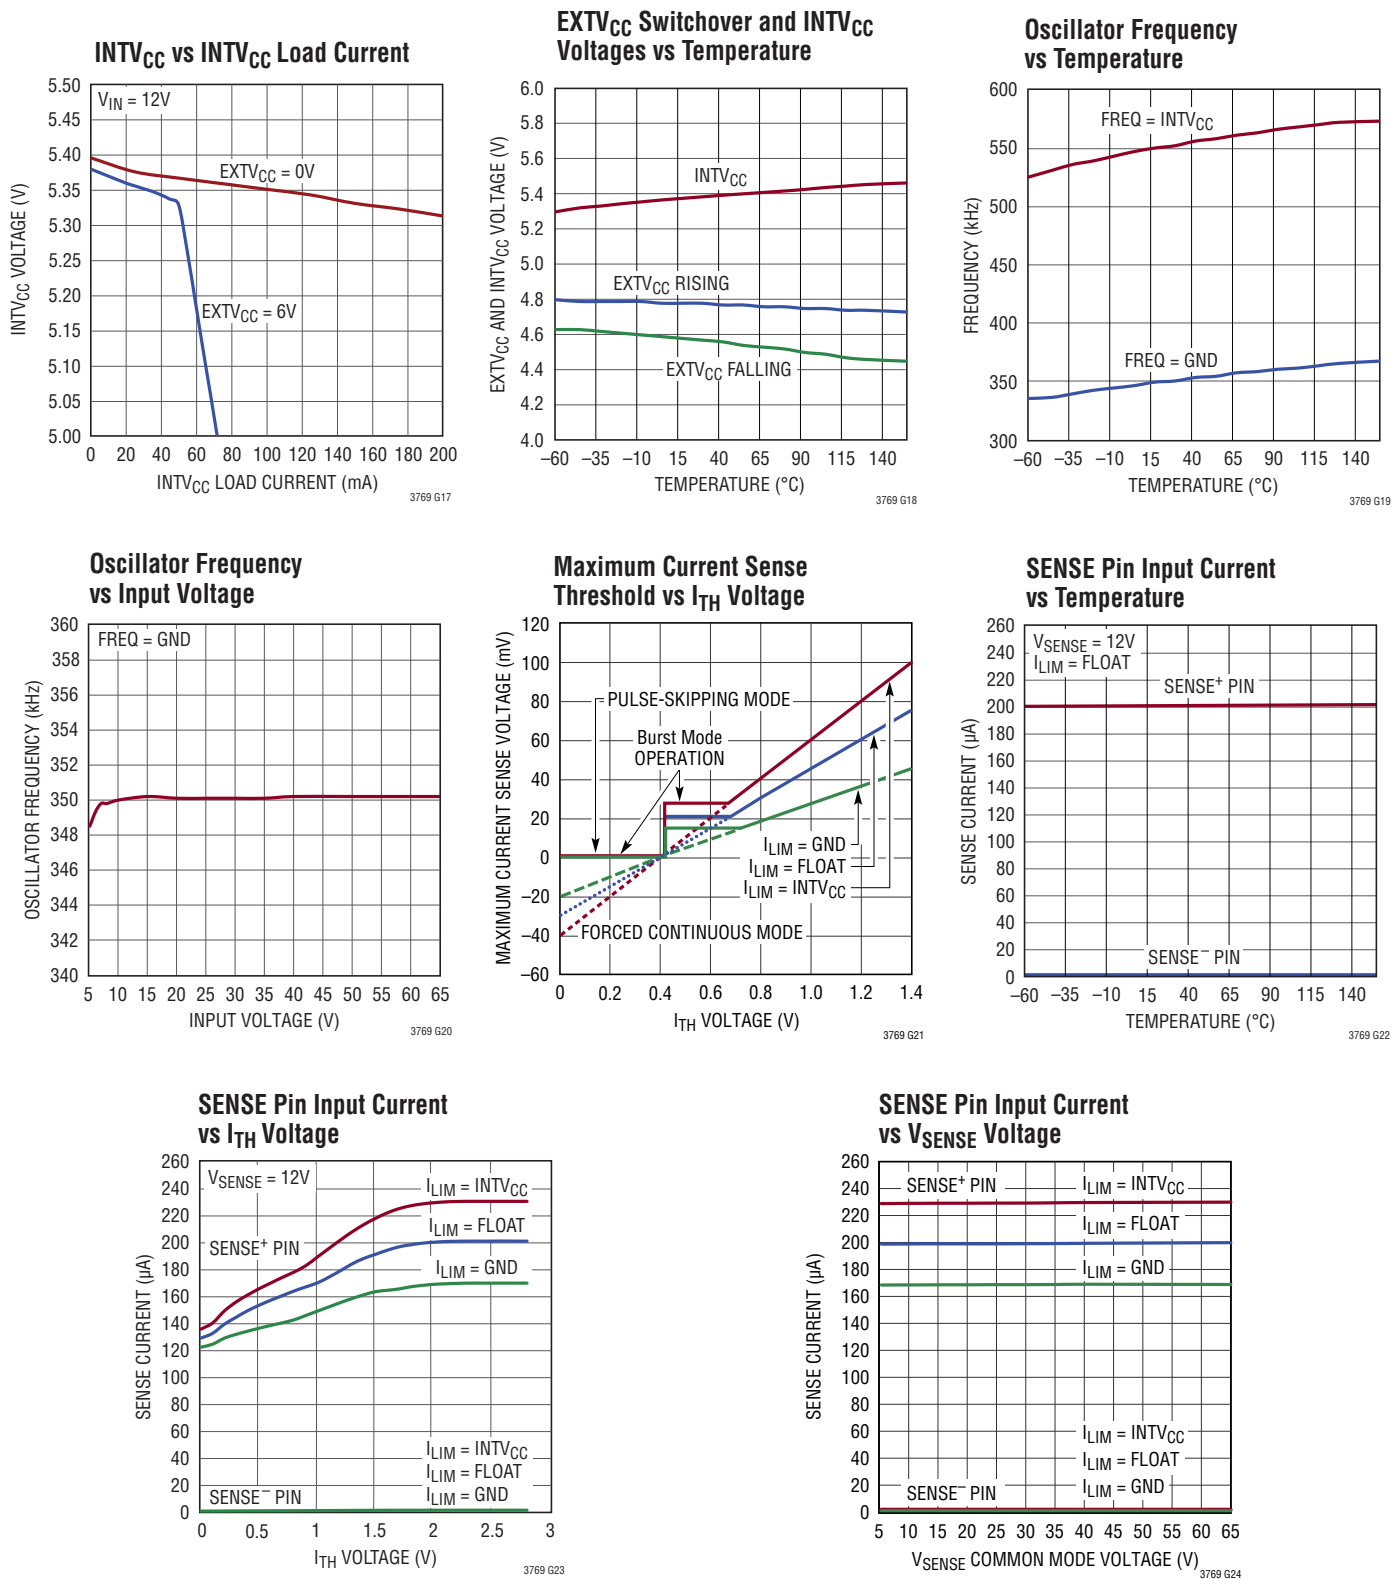 INTVCC vs INTVCC Load Current
VIN = 12V
EXTVCC = 0V
EXTVCC = 6V
INTVCC VOLTAGE (V)
5.50
5.45
5.40
5.35
5.30
5.25
5.20
5.15
5.10
5.05
5.00
0 20 40 60 80 100 120 140 160 180 200
INTVCC LOAD CURRENT (mA)
3769 G17
EXTVCC Switchover and INTVCC
Voltages vs Temperature
EXTVCC AND INTVCC VOLTAGE (V)
6.0
5.8
5.6
5.4
5.2
5.0
4.8
4.6
4.4
4.2
4.0
INTVCC
EXTVCC RISING
EXTVCC FALLING
–60 –35 –10 15 40 65 90 115 140
TEMPERATURE (°C)
3769 G18
Oscillator Frequency
vs Temperature
FREQUENCY (kHz)
600
550
500
450
400
350
300
FREQ = INTVCC
FREQ = GND
–60 –35 –10 15 40 65 90 115 140
TEMPERATURE (°C)
3769 G19
Oscillator Frequency
vs Input Voltage
FREQ = GND
OSCILLATOR FREQUENCY (kHz)
360
358
356
354
352
350
348
346
344
342
340
5 10 15 20 25 30 35 40 45 50 55 60 65
INPUT VOLTAGE (V)
3769 G20
Maximum Current Sense
Threshold vs ITH Voltage
MAXIMUM CURRENT SENSE VOLTAGE (mV)
120
100
80
60
40
20
0
–20
–40
–60
PULSE-SKIPPING MODE
Burst Mode
OPERATION
ILIM = GND
ILIM = FLOAT
ILIM = INTVCC
FORCED CONTINUOUS MODE
0 0.2 0.4 0.6 0.8 1.0 1.2 1.4
ITH VOLTAGE (V)
3769 G21
SENSE Pin Input Current
vs Temperature
VSENSE = 12V
ILIM = FLOAT
SENSE+ PIN
SENSE– PIN
SENSE CURRENT (µA)
260
240
220
200
180
160
140
120
100
80
60
40
20
0
–60 –35 –10 15 40 65 90 115 140
TEMPERATURE (°C)
3769 G22
SENSE Pin Input Current
vs ITH Voltage
VSENSE = 12V
ILIM = INTVCC
ILIM = FLOAT
SENSE+ PIN
ILIM = GND
SENSE CURRENT (µA)
260
240
220
200
180
160
140
120
100
80
60
40
20
0
ILIM = INTVCC
ILIM = FLOAT
ILIM = GND
SENSE– PIN
0 0.5 1 1.5 2 2.5 3
ITH VOLTAGE (V)
3769 G23
SENSE Pin Input Current
vs VSENSE Voltage
SENSE+ PIN
ILIM = INTVCC
ILIM = FLOAT
ILIM = GND
SENSE CURRENT (µA)
260
240
220
200
180
160
140
120
100
80
60
40
20
0
ILIM = INTVCC
ILIM = FLOAT
ILIM = GND
SENSE– PIN
5 10 15 20 25 30 35 40 45 50 55 60 65
VSENSE COMMON MODE VOLTAGE (V)
3769 G24